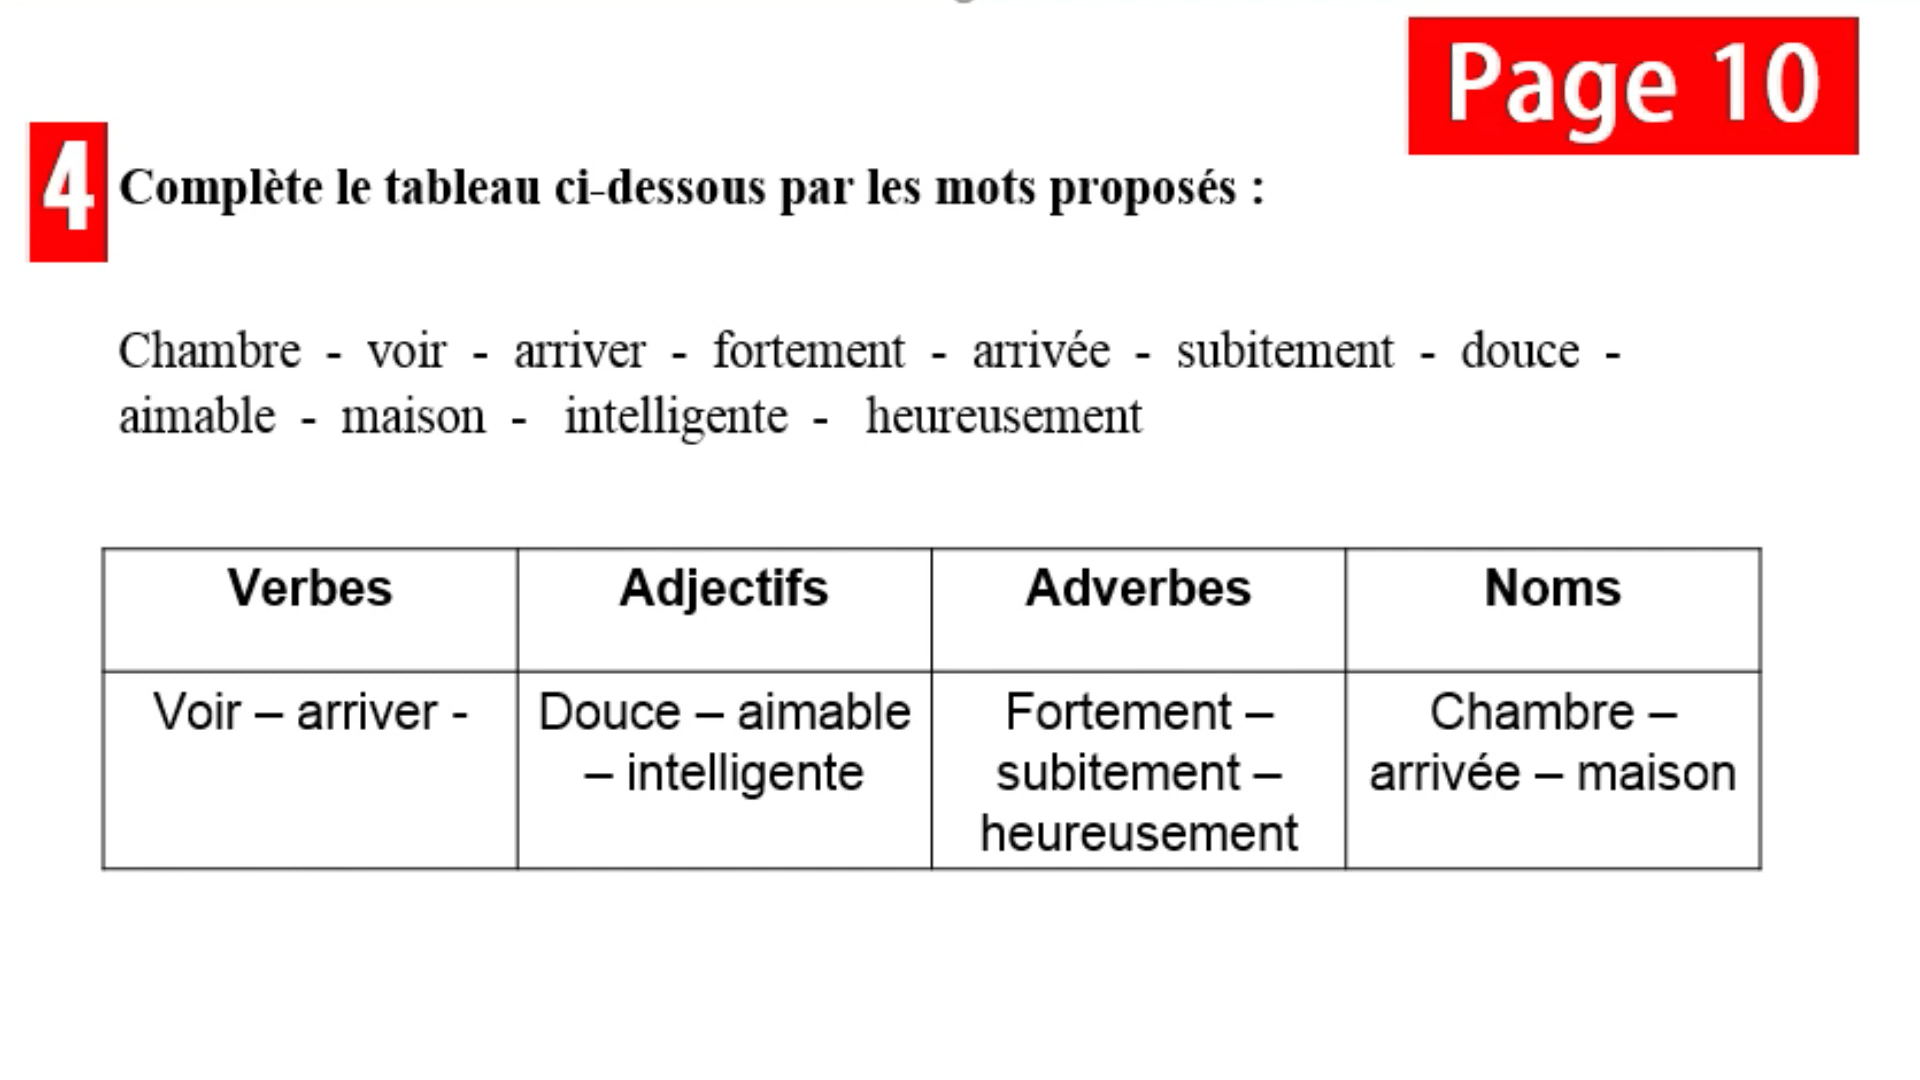 Page 10
4 Complète le tableau ci-dessous par les mots proposés :
Chambre - voir - arriver - fortement - arrivée - subitement - douce -
aimable - maison - intelligente - heureusement
Verbes Adjectifs Adverbes Noms
Voir – arriver -
Douce – aimable
– intelligente
Fortement –
subitement –
heureusement
Chambre –
arrivée – maison